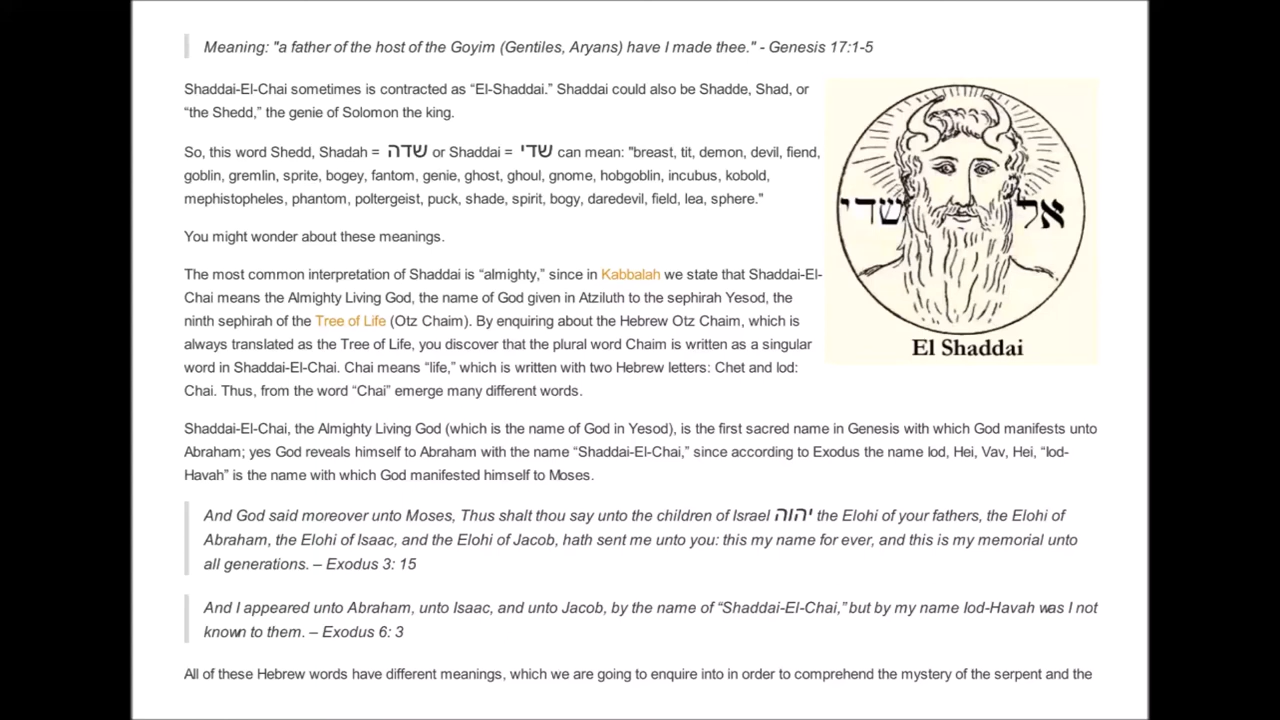 Meaning: "a father of the host of the Goyim (Gentiles, Aryans) have I made thee." - Genesis 17:1-5
Shaddai-El-Chai sometimes is contracted as “El-Shaddai.” Shaddai could also be Shadde, Shad, or
“the Shedd,” the genie of Solomon the king.
So, this word Shedd, Shadah = שדה or Shaddai = שדי can mean: "breast, tit, demon, devil, fiend,
goblin, gremlin, sprite, bogey, fantom, genie, ghost, ghoul, gnome, hobgoblin, incubus, kobold,
mephistopheles, phantom, poltergeist, puck, shade, spirit, bogy, daredevil, field, lea, sphere."
You might wonder about these meanings.
The most common interpretation of Shaddai is “almighty,” since in Kabbalah we state that Shaddai-El-
Chai means the Almighty Living God, the name of God given in Atziluth to the sephirah Yesod, the
ninth sephirah of the Tree of Life (Otz Chaim). By enquiring about the Hebrew Otz Chaim, which is
always translated as the Tree of Life, you discover that the plural word Chaim is written as a singular
word in Shaddai-El-Chai. Chai means “life,” which is written with two Hebrew letters: Chet and Iod:
Chai. Thus, from the word “Chai” emerge many different words.
אל שדי
El Shaddai
Shaddai-El-Chai, the Almighty Living God (which is the name of God in Yesod), is the first sacred name in Genesis with which God manifests unto
Abraham; yes God reveals himself to Abraham with the name “Shaddai-El-Chai,” since according to Exodus the name Iod, Hei, Vav, Hei, “Iod-
Havah” is the name with which God manifested himself to Moses.
And God said moreover unto Moses, Thus shalt thou say unto the children of Israel יהוה the Elohi of your fathers, the Elohi of
Abraham, the Elohi of Isaac, and the Elohi of Jacob, hath sent me unto you: this my name for ever, and this is my memorial unto
all generations. – Exodus 3: 15
And I appeared unto Abraham, unto Isaac, and unto Jacob, by the name of “Shaddai-El-Chai,” but by my name Iod-Havah was I not
known to them. – Exodus 6: 3
All of these Hebrew words have different meanings, which we are going to enquire into in order to comprehend the mystery of the serpent and the